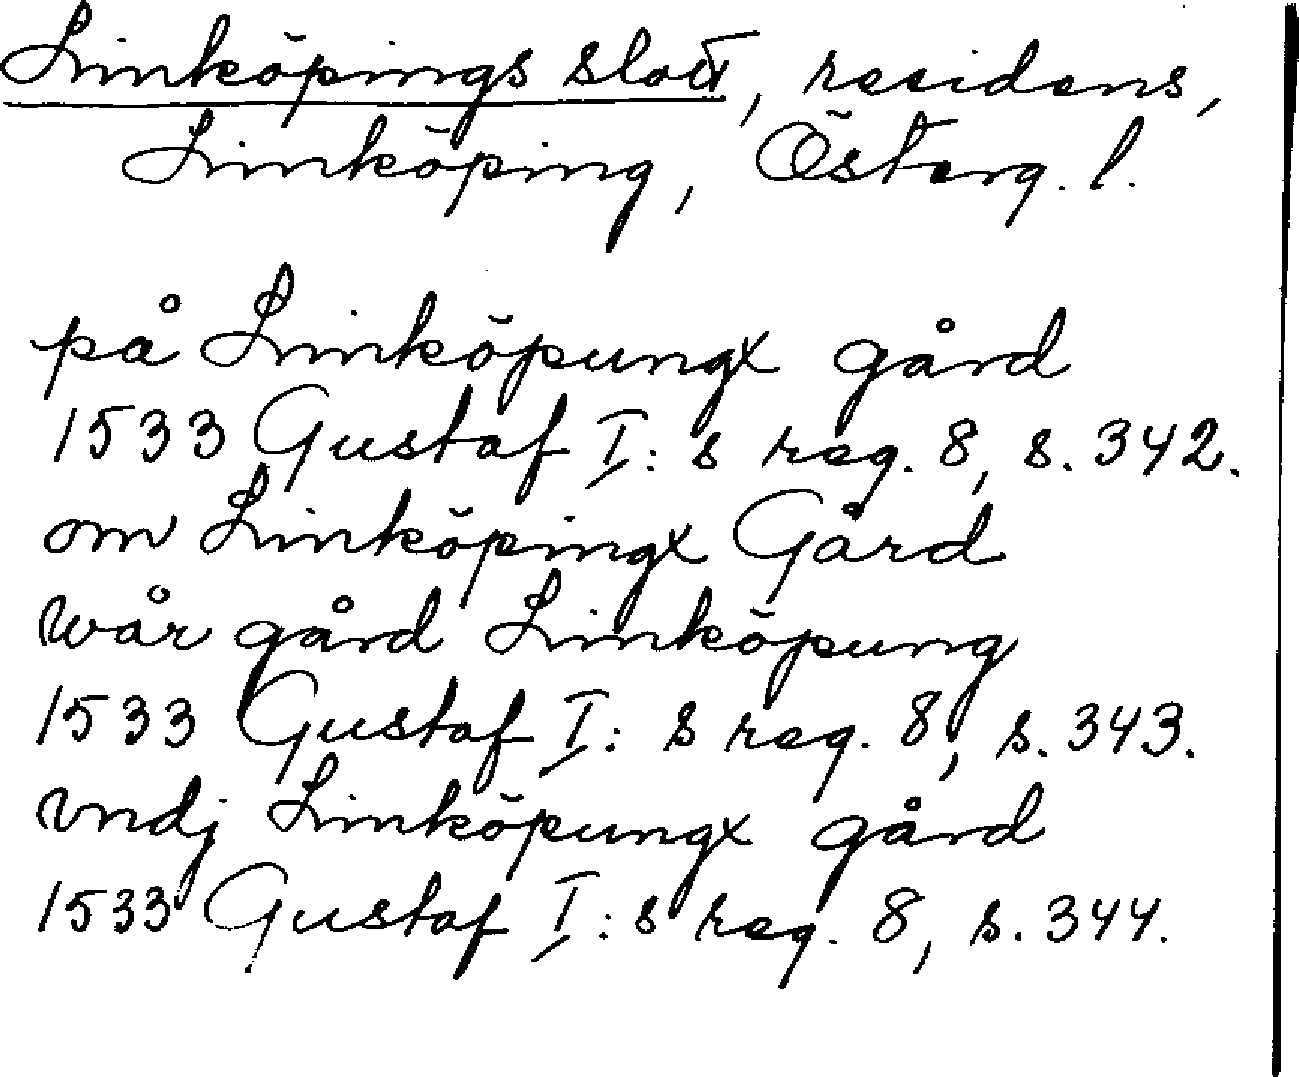 Linköpings slott, residens,
Linköping, Österg. l.
på Linköpungx gård
1533 Gustaf I:s reg. 8, s. 342.
om Linköpingx Gård
wår gård Linköpung
1533 Gustaf I:s reg. 8, s. 343.
vndj Linköpungx gård
1533 Gustaf I:s reg. 8, s. 344.